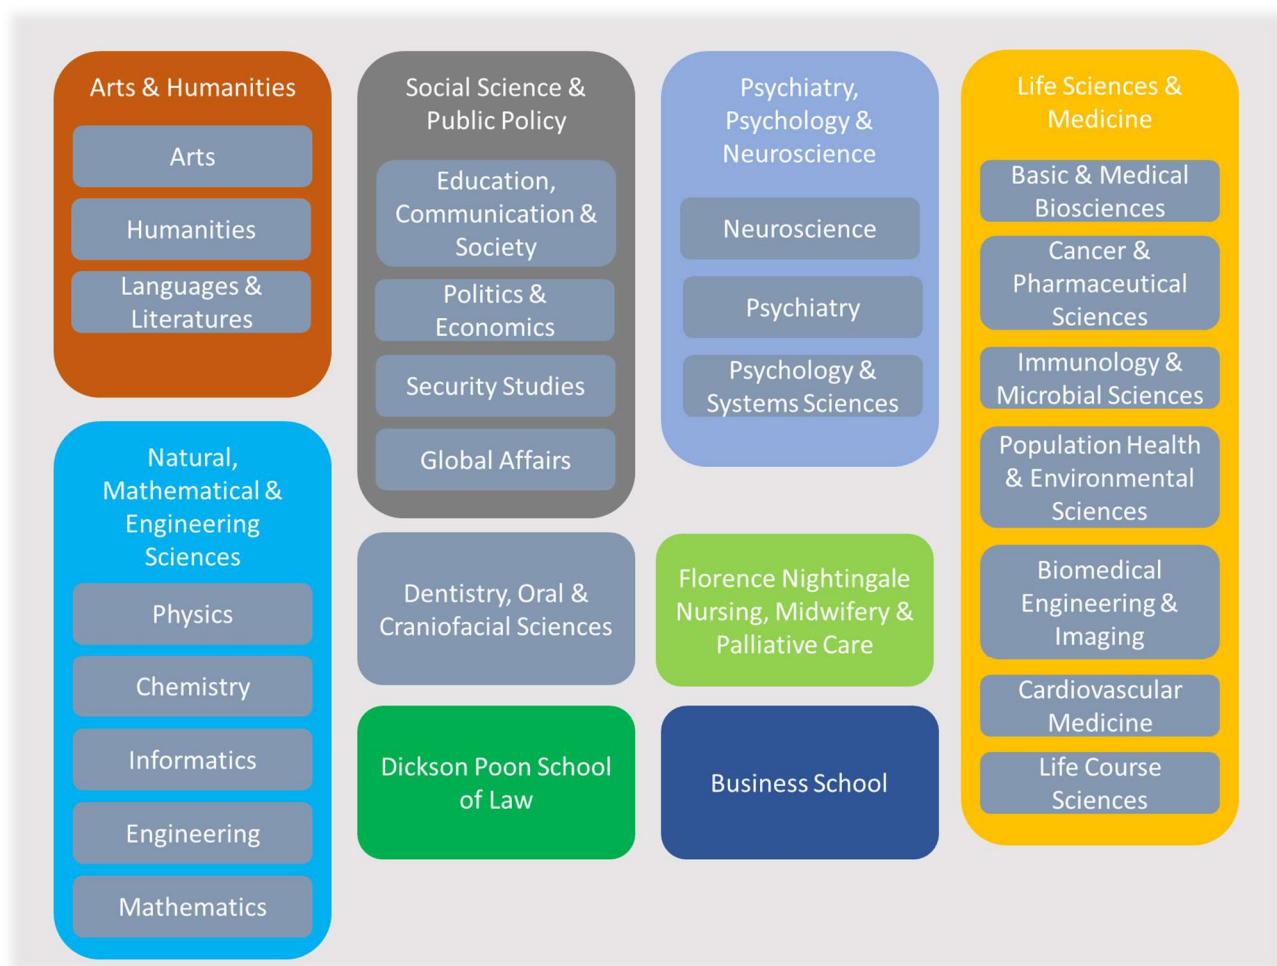 Arts & Humanities
Arts
Humanities
Languages &
Literatures
Natural,
Mathematical &
Engineering
Sciences
Physics
Chemistry
Informatics
Engineering
Mathematics
Social Science &
Public Policy
Education,
Communication &
Society
Politics &
Economics
Security Studies
Global Affairs
Dentistry, Oral &
Craniofacial Sciences
Dickson Poon School
of Law
Psychiatry,
Psychology &
Neuroscience
Neuroscience
Psychiatry
Psychology &
Systems Sciences
Florence Nightingale
Nursing, Midwifery &
Palliative Care
Business School
Life Sciences &
Medicine
Basic & Medical
Biosciences
Cancer &
Pharmaceutical
Sciences
Immunology &
Microbial Sciences
Population Health
& Environmental
Sciences
Biomedical
Engineering &
Imaging
Cardiovascular
Medicine
Life Course
Sciences